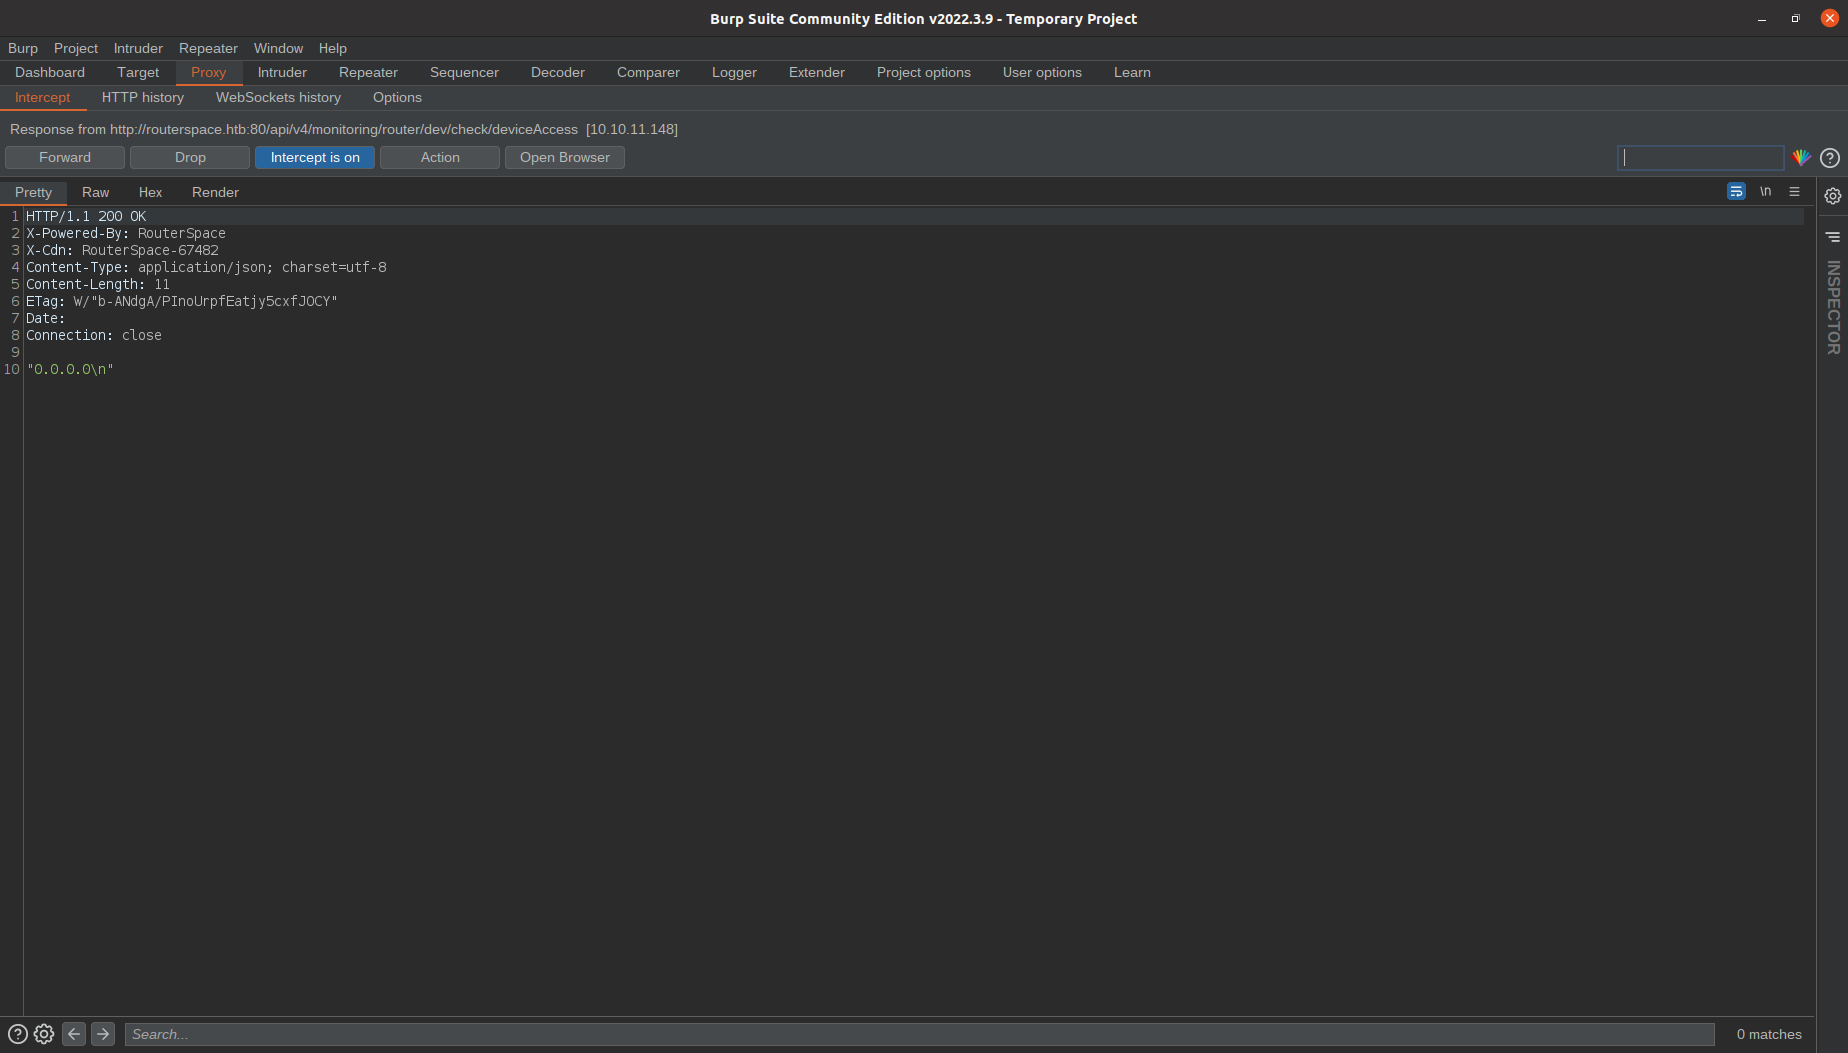 Burp Suite Community Edition v2022.3.9 - Temporary Project
Burp Project Intruder Repeater Window Help
Dashboard Target Proxy Intruder Repeater Sequencer Decoder Comparer Logger Extender Project options User options Learn
Intercept HTTP history WebSockets history Options
Response from http://routerspace.htb:80/api/v4/monitoring/router/dev/check/deviceAccess [10.10.11.148]
Forward Drop Intercept is on Action Open Browser
Pretty Raw Hex Render \n
1 HTTP/1.1 200 OK
2 X-Powered-By: RouterSpace
3 X-Cdn: RouterSpace-67482
4 Content-Type: application/json; charset=utf-8
5 Content-Length: 11
6 ETag: W/"b-ANdgA/PInoUrpfEatjy5cxfJOCY"
7 Date:
8 Connection: close
9
10 "0.0.0.0\n"
INSPECTOR
Search...
0 matches